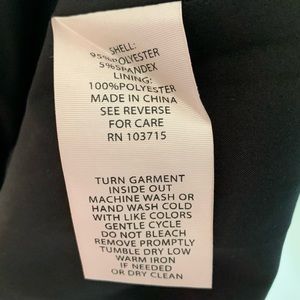 SHELL:
95%POLYESTER
5%SPANDEX
LINING:
100%POLYESTER
MADE IN CHINA
SEE REVERSE
FOR CARE
RN 103715
TURN GARMENT
INSIDE OUT
MACHINE WASH OR
HAND WASH COLD
WITH LIKE COLORS
GENTLE CYCLE
DO NOT BLEACH
REMOVE PROMPTLY
TUMBLE DRY LOW
WARM IRON
IF NEEDED
OR DRY CLEAN